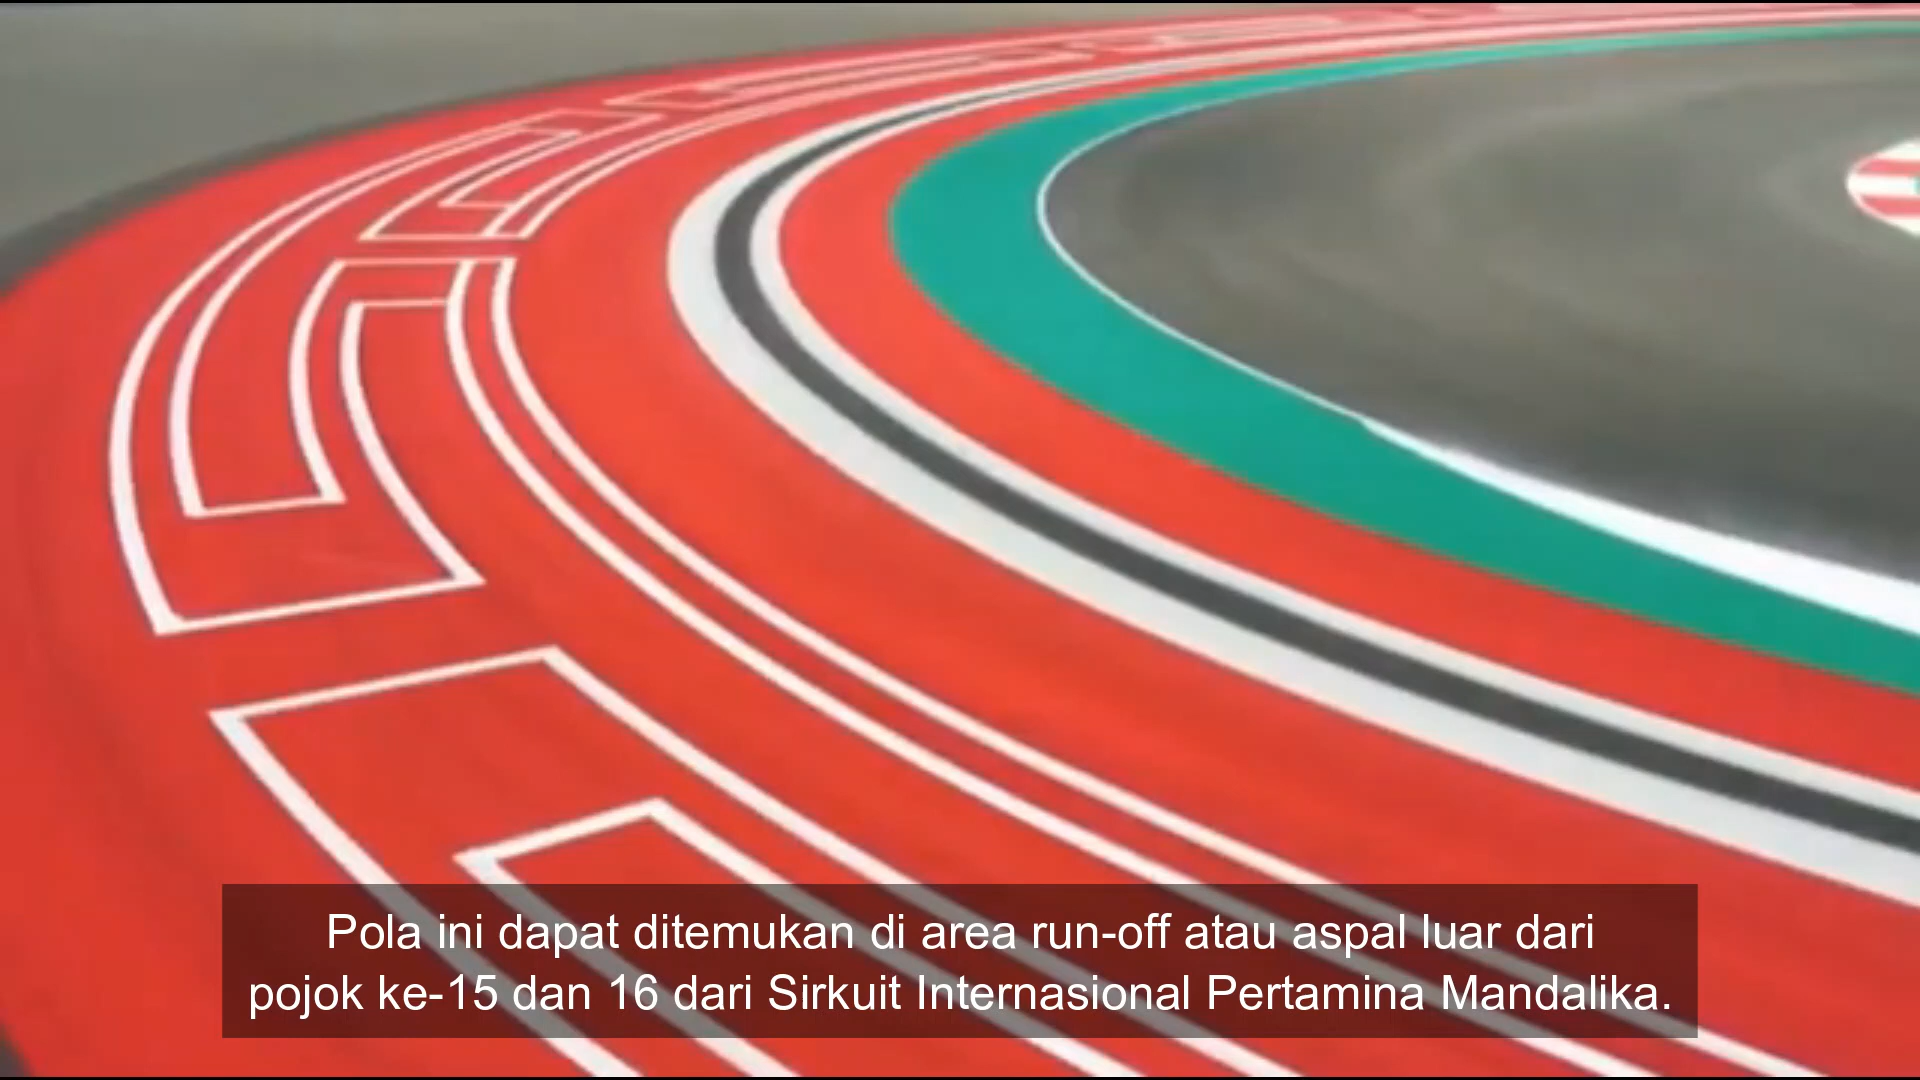 Pola ini dapat ditemukan di area run-off atau aspal luar dari
pojok ke-15 dan 16 dari Sirkuit Internasional Pertamina Mandalika.